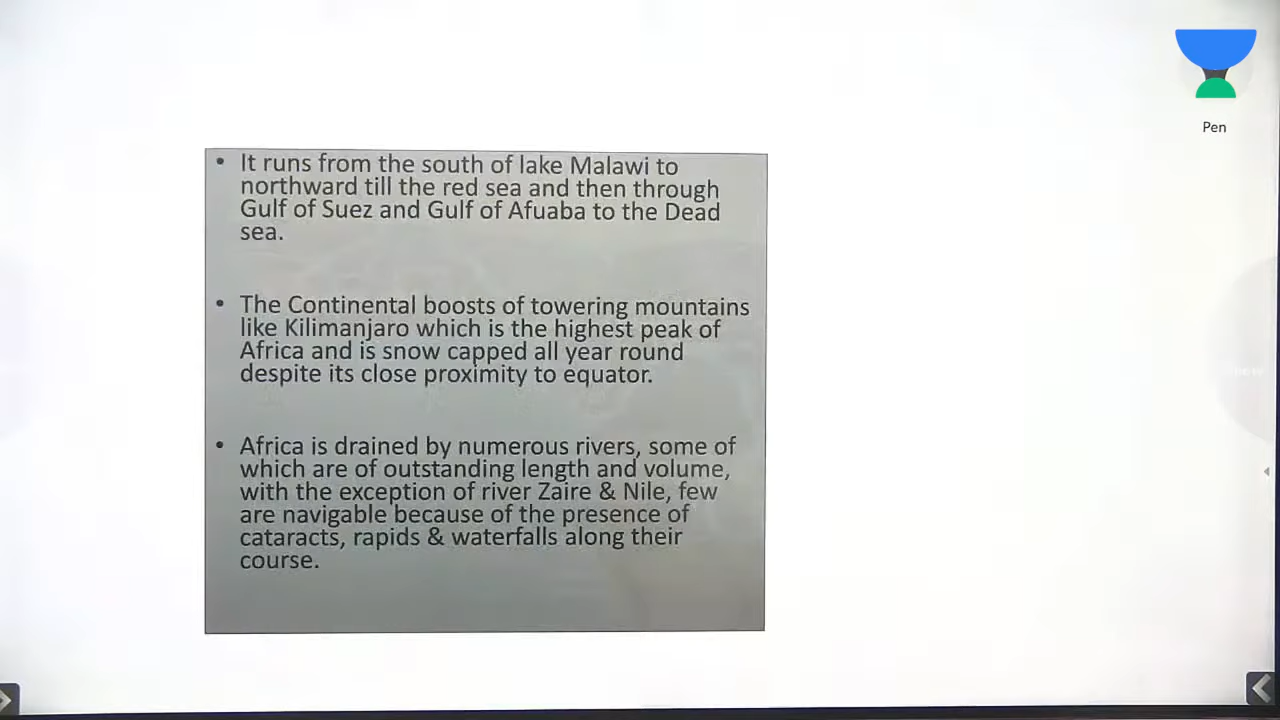 Pen
• It runs from the south of lake Malawi to
northward till the red sea and then through
Gulf of Suez and Gulf of Afuaba to the Dead
sea.
• The Continental boosts of towering mountains
like Kilimanjaro which is the highest peak of
Africa and is snow capped all year round
despite its close proximity to equator.
• Africa is drained by numerous rivers, some of
which are of outstanding length and volume,
with the exception of river Zaire & Nile, few
are navigable because of the presence of
cataracts, rapids & waterfalls along their
course.